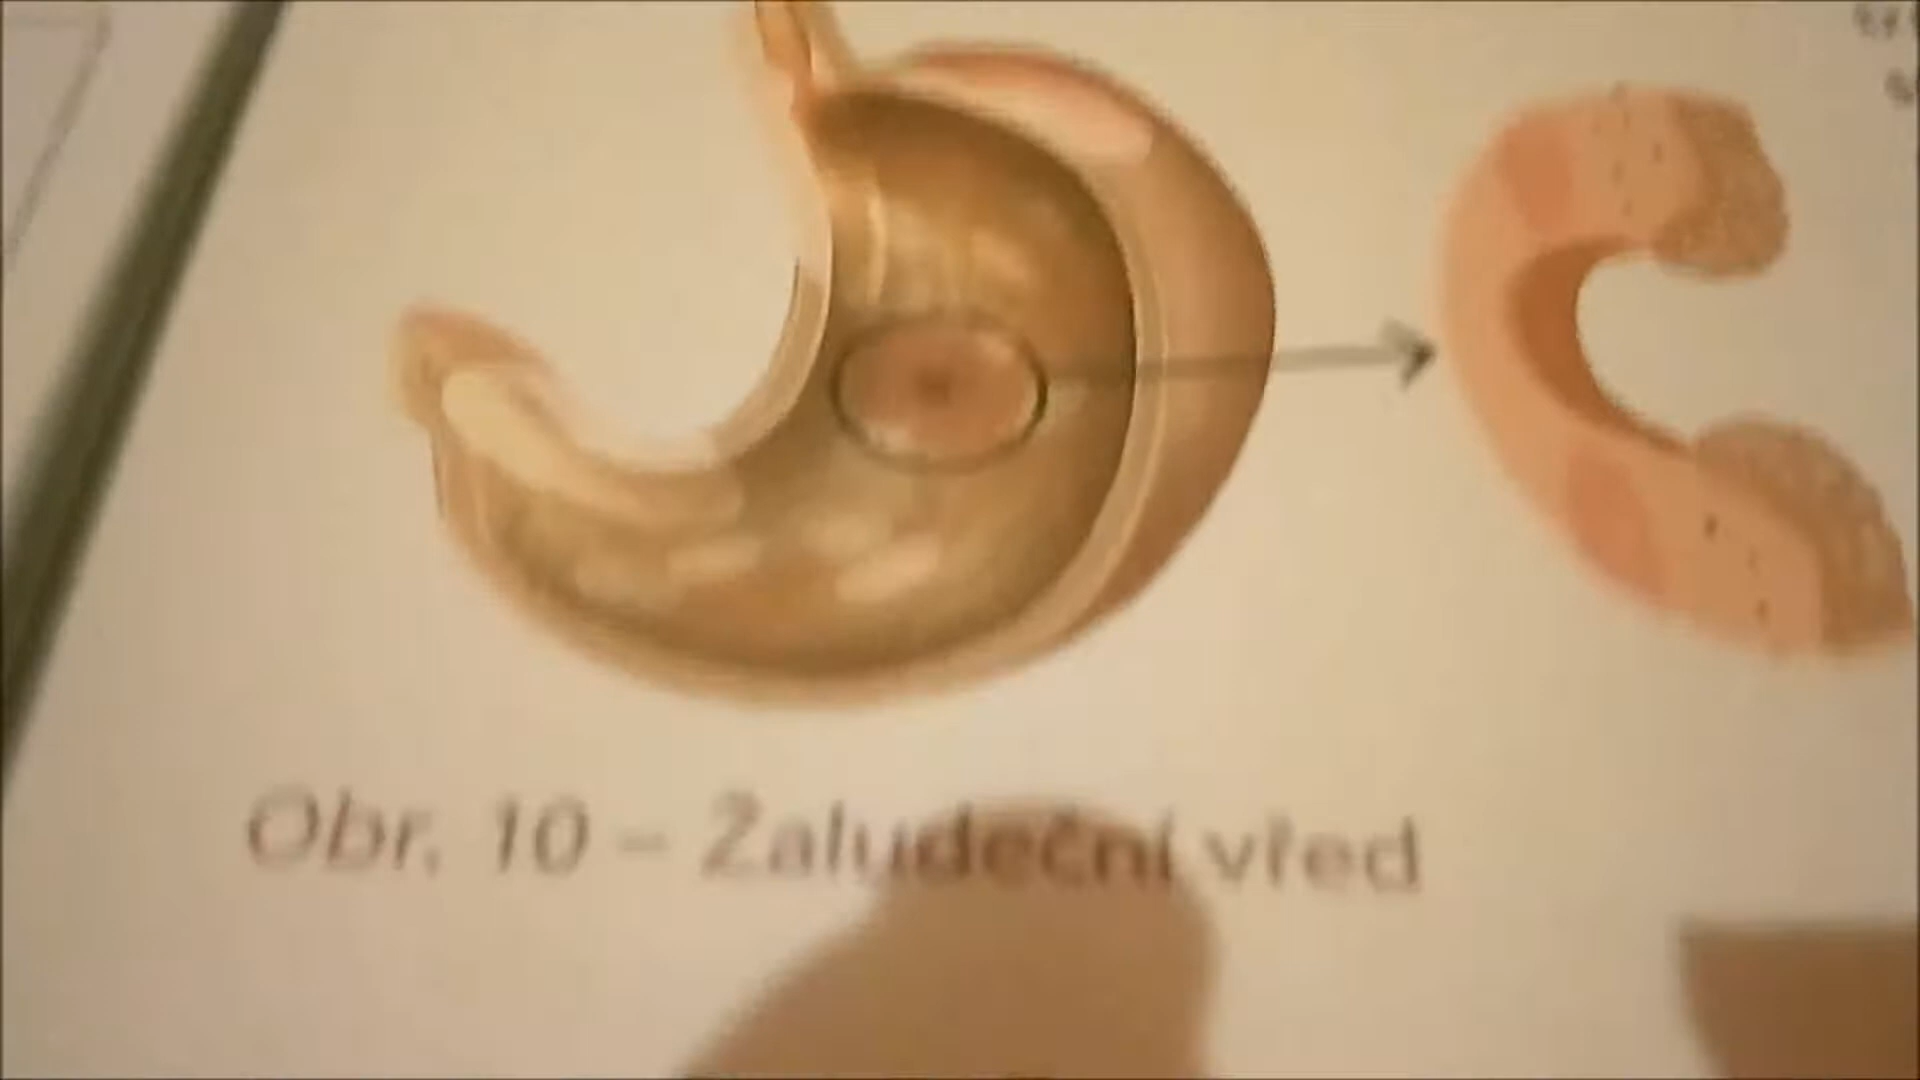 Obr. 10 – Žaludeční vřed